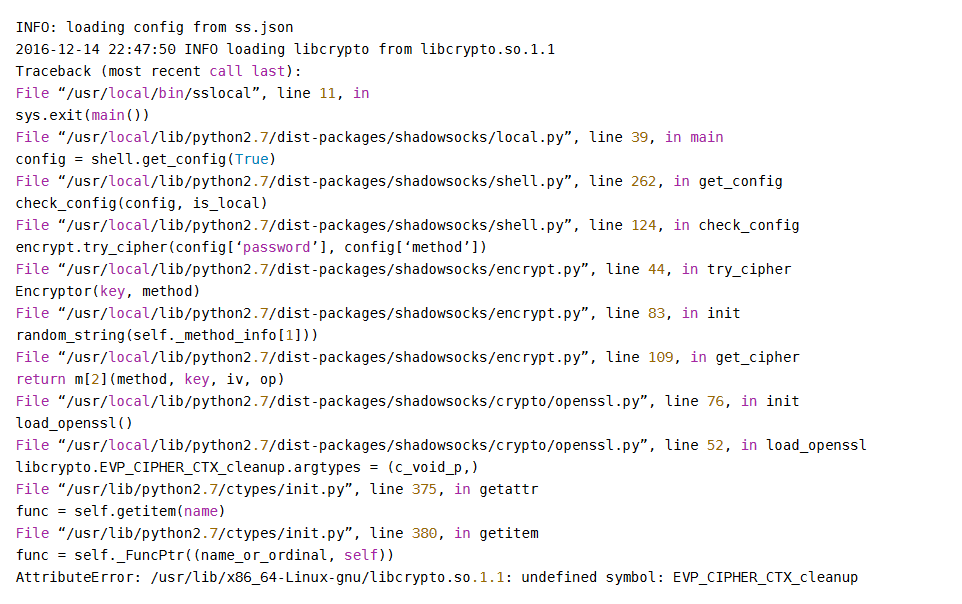 INFO: loading config from ss.json
2016-12-14 22:47:50 INFO loading libcrypto from libcrypto.so.1.1
Traceback (most recent call last):
File “/usr/local/bin/sslocal”, line 11, in
sys.exit(main())
File “/usr/local/lib/python2.7/dist-packages/shadowsocks/local.py”, line 39, in main
config = shell.get_config(True)
File “/usr/local/lib/python2.7/dist-packages/shadowsocks/shell.py”, line 262, in get_config
check_config(config, is_local)
File “/usr/local/lib/python2.7/dist-packages/shadowsocks/shell.py”, line 124, in check_config
encrypt.try_cipher(config[‘password’], config[‘method’])
File “/usr/local/lib/python2.7/dist-packages/shadowsocks/encrypt.py”, line 44, in try_cipher
Encryptor(key, method)
File “/usr/local/lib/python2.7/dist-packages/shadowsocks/encrypt.py”, line 83, in init
random_string(self._method_info[1]))
File “/usr/local/lib/python2.7/dist-packages/shadowsocks/encrypt.py”, line 109, in get_cipher
return m[2](method, key, iv, op)
File “/usr/local/lib/python2.7/dist-packages/shadowsocks/crypto/openssl.py”, line 76, in init
load_openssl()
File “/usr/local/lib/python2.7/dist-packages/shadowsocks/crypto/openssl.py”, line 52, in load_openssl
libcrypto.EVP_CIPHER_CTX_cleanup.argtypes = (c_void_p,)
File “/usr/lib/python2.7/ctypes/init.py”, line 375, in getattr
func = self.getitem(name)
File “/usr/lib/python2.7/ctypes/init.py”, line 380, in getitem
func = self._FuncPtr((name_or_ordinal, self))
AttributeError: /usr/lib/x86_64-Linux-gnu/libcrypto.so.1.1: undefined symbol: EVP_CIPHER_CTX_cleanup